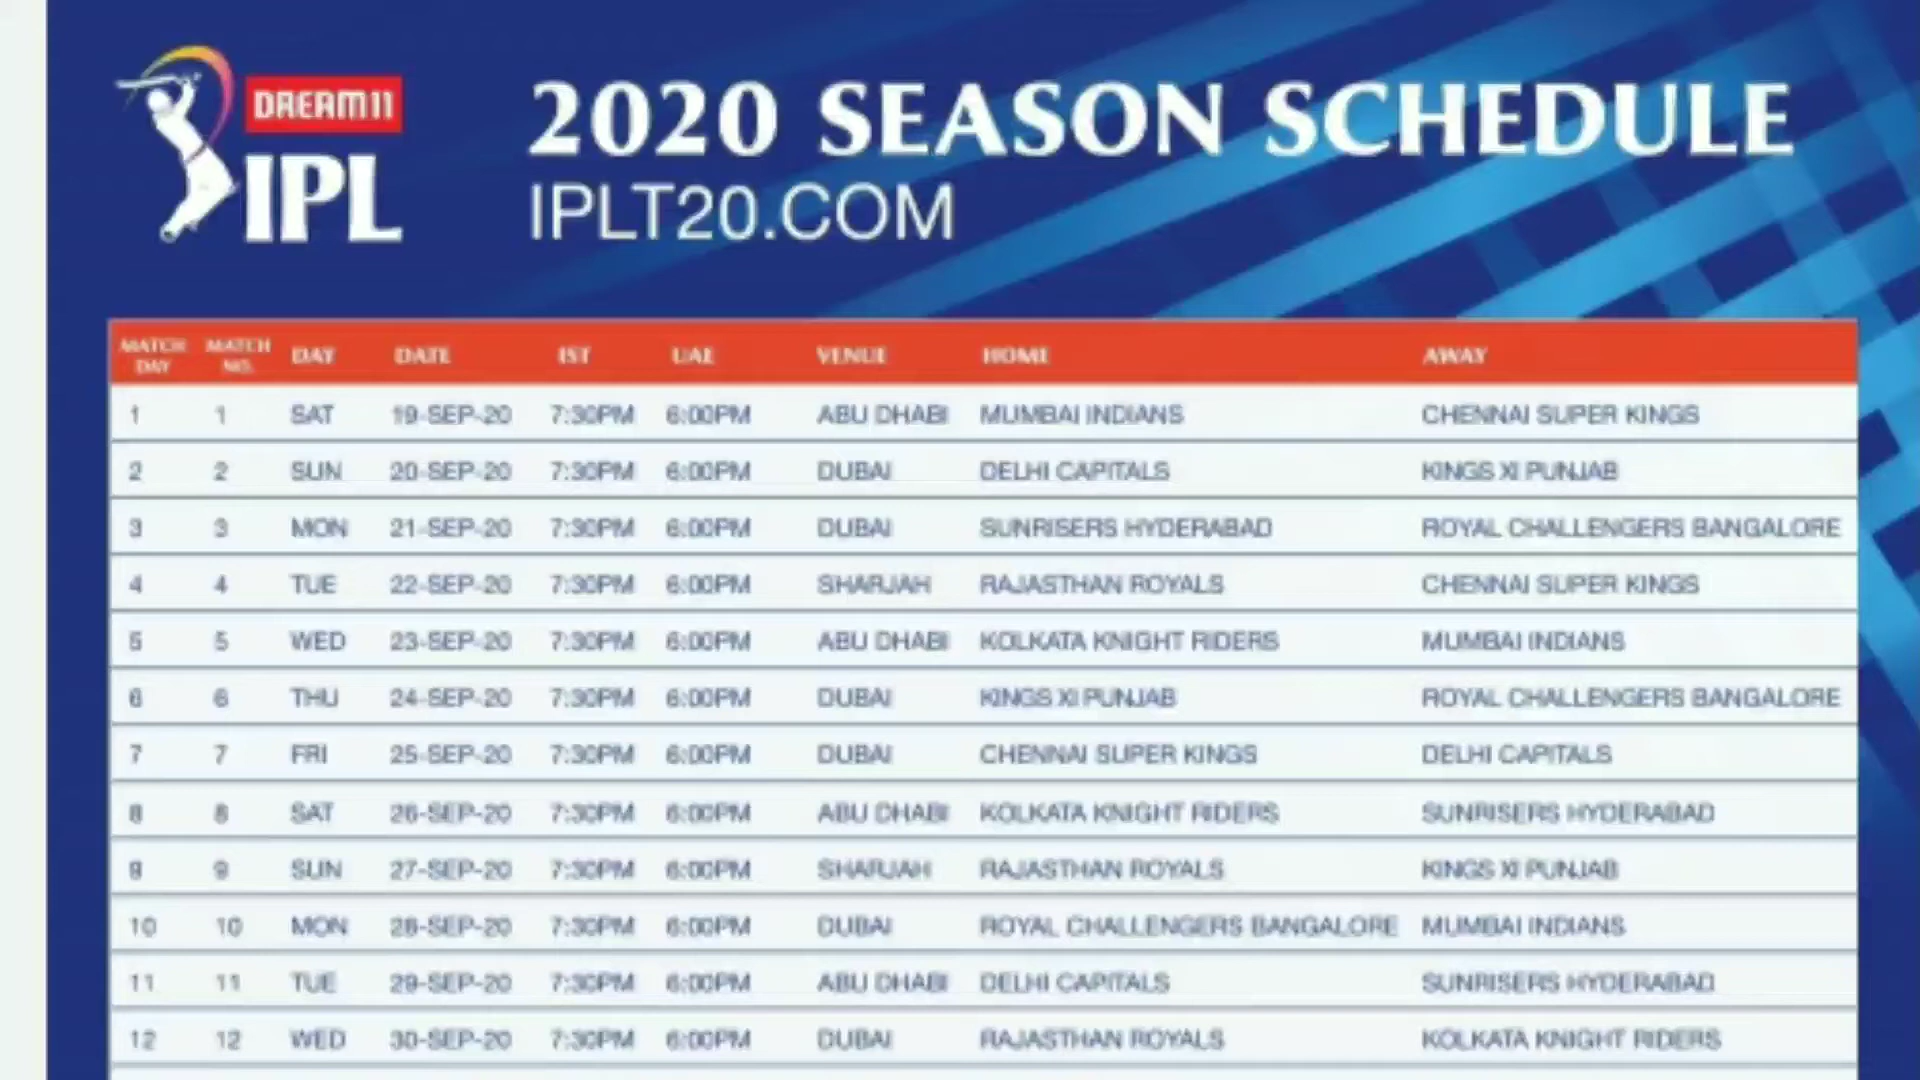 DREAM11
IPL
2020 SEASON SCHEDULE
IPLT20.COM
MATCH DAY MATCH NO. DAY DATE IST UAE VENUE HOME AWAY
1 1 SAT 19-SEP-20 7:30PM 6:00PM ABU DHABI MUMBAI INDIANS CHENNAI SUPER KINGS
2 2 SUN 20-SEP-20 7:30PM 6:00PM DUBAI DELHI CAPITALS KINGS XI PUNJAB
3 3 MON 21-SEP-20 7:30PM 6:00PM DUBAI SUNRISERS HYDERABAD ROYAL CHALLENGERS BANGALORE
4 4 TUE 22-SEP-20 7:30PM 6:00PM SHARJAH RAJASTHAN ROYALS CHENNAI SUPER KINGS
5 5 WED 23-SEP-20 7:30PM 6:00PM ABU DHABI KOLKATA KNIGHT RIDERS MUMBAI INDIANS
6 6 THU 24-SEP-20 7:30PM 6:00PM DUBAI KINGS XI PUNJAB ROYAL CHALLENGERS BANGALORE
7 7 FRI 25-SEP-20 7:30PM 6:00PM DUBAI CHENNAI SUPER KINGS DELHI CAPITALS
8 8 SAT 26-SEP-20 7:30PM 6:00PM ABU DHABI KOLKATA KNIGHT RIDERS SUNRISERS HYDERABAD
9 9 SUN 27-SEP-20 7:30PM 6:00PM SHARJAH RAJASTHAN ROYALS KINGS XI PUNJAB
10 10 MON 28-SEP-20 7:30PM 6:00PM DUBAI ROYAL CHALLENGERS BANGALORE MUMBAI INDIANS
11 11 TUE 29-SEP-20 7:30PM 6:00PM ABU DHABI DELHI CAPITALS SUNRISERS HYDERABAD
12 12 WED 30-SEP-20 7:30PM 6:00PM DUBAI RAJASTHAN ROYALS KOLKATA KNIGHT RIDERS